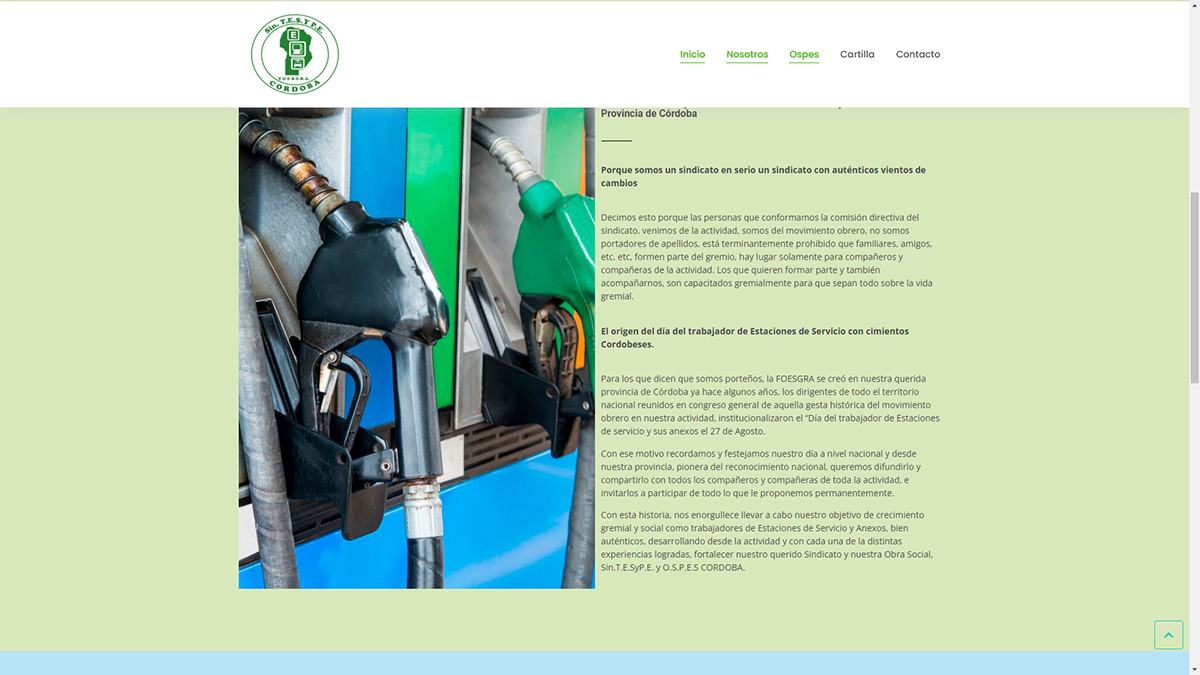 Sin. T.E.S.Y P.E.
E
F.O.E.S.G.R.A.
CORDOBA
Inicio Nosotros Ospes Cartilla Contacto
Provincia de Córdoba
Porque somos un sindicato en serio un sindicato con auténticos vientos de
cambios
Decimos esto porque las personas que conformamos la comisión directiva del
sindicato, venimos de la actividad, somos del movimiento obrero, no somos
portadores de apellidos, está terminantemente prohibido que familiares, amigos,
etc. etc, formen parte del gremio, hay lugar solamente para compañeros y
compañeras de la actividad. Los que quieren formar parte y también
acompañarnos, son capacitados gremialmente para que sepan todo sobre la vida
gremial.
El origen del día del trabajador de Estaciones de Servicio con cimientos
Cordobeses.
Para los que dicen que somos porteños, la FOESGRA se creó en nuestra querida
provincia de Córdoba ya hace algunos años, los dirigentes de todo el territorio
nacional reunidos en congreso general de aquella gesta histórica del movimiento
obrero en nuestra actividad, institucionalizaron el “Día del trabajador de Estaciones
de servicio y sus anexos el 27 de Agosto.
Con ese motivo recordamos y festejamos nuestro día a nivel nacional y desde
nuestra provincia, pionera del reconocimiento nacional, queremos difundirlo y
compartirlo con todos los compañeros y compañeras de toda la actividad, e
invitarlos a participar de todo lo que le proponemos permanentemente.
Con esta historia, nos enorgullece llevar a cabo nuestro objetivo de crecimiento
gremial y social como trabajadores de Estaciones de Servicio y Anexos, bien
auténticos, desarrollando desde la actividad y con cada una de la distintas
experiencias logradas, fortalecer nuestro querido Sindicato y nuestra Obra Social,
Sin.T.E.SyP.E. y O.S.P.E.S CORDOBA.